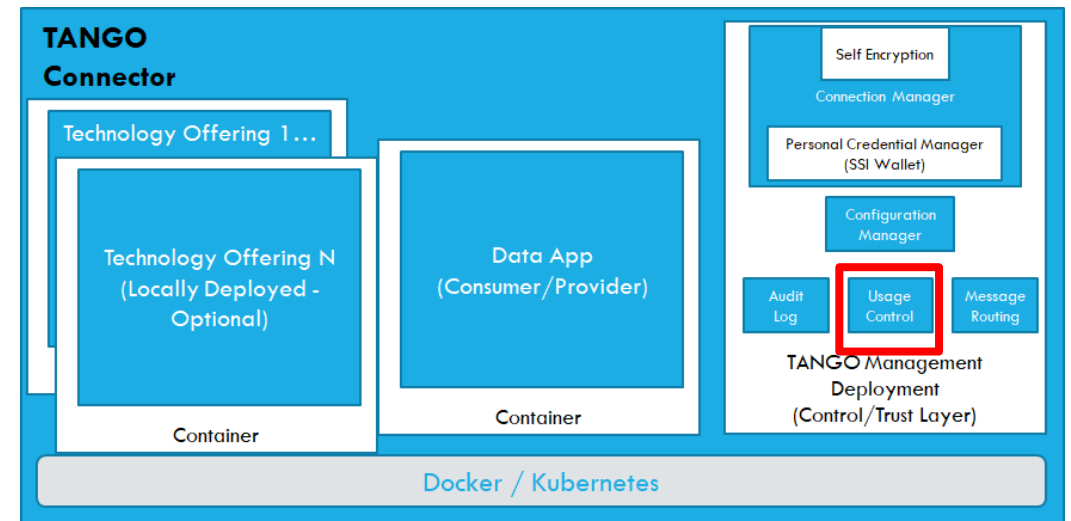 TANGO
Connector
Technology Offering 1...
Technology Offering N
(Locally Deployed -
Optional)
Container
Data App
(Consumer/Provider)
Container
Self Encryption
Connection Manager
Personal Credential Manager
(SSI Wallet)
Configuration
Manager
Audit
Log
Usage
Control
Message
Routing
TANGO Management
Deployment
(Control/Trust Layer)
Docker / Kubernetes